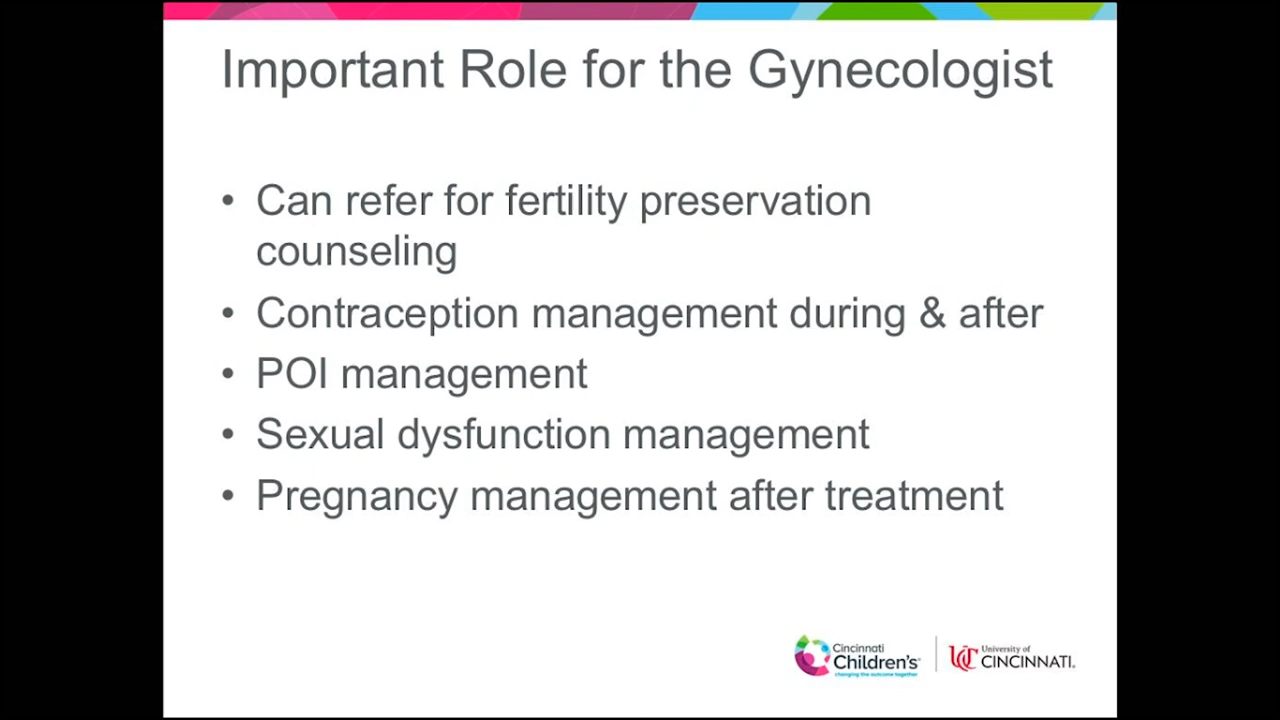 Important Role for the Gynecologist
• Can refer for fertility preservation
counseling
• Contraception management during & after
• POI management
• Sexual dysfunction management
• Pregnancy management after treatment
Cincinnati
Children's
changing the outcome together
UC
University of
CINCINNATI.